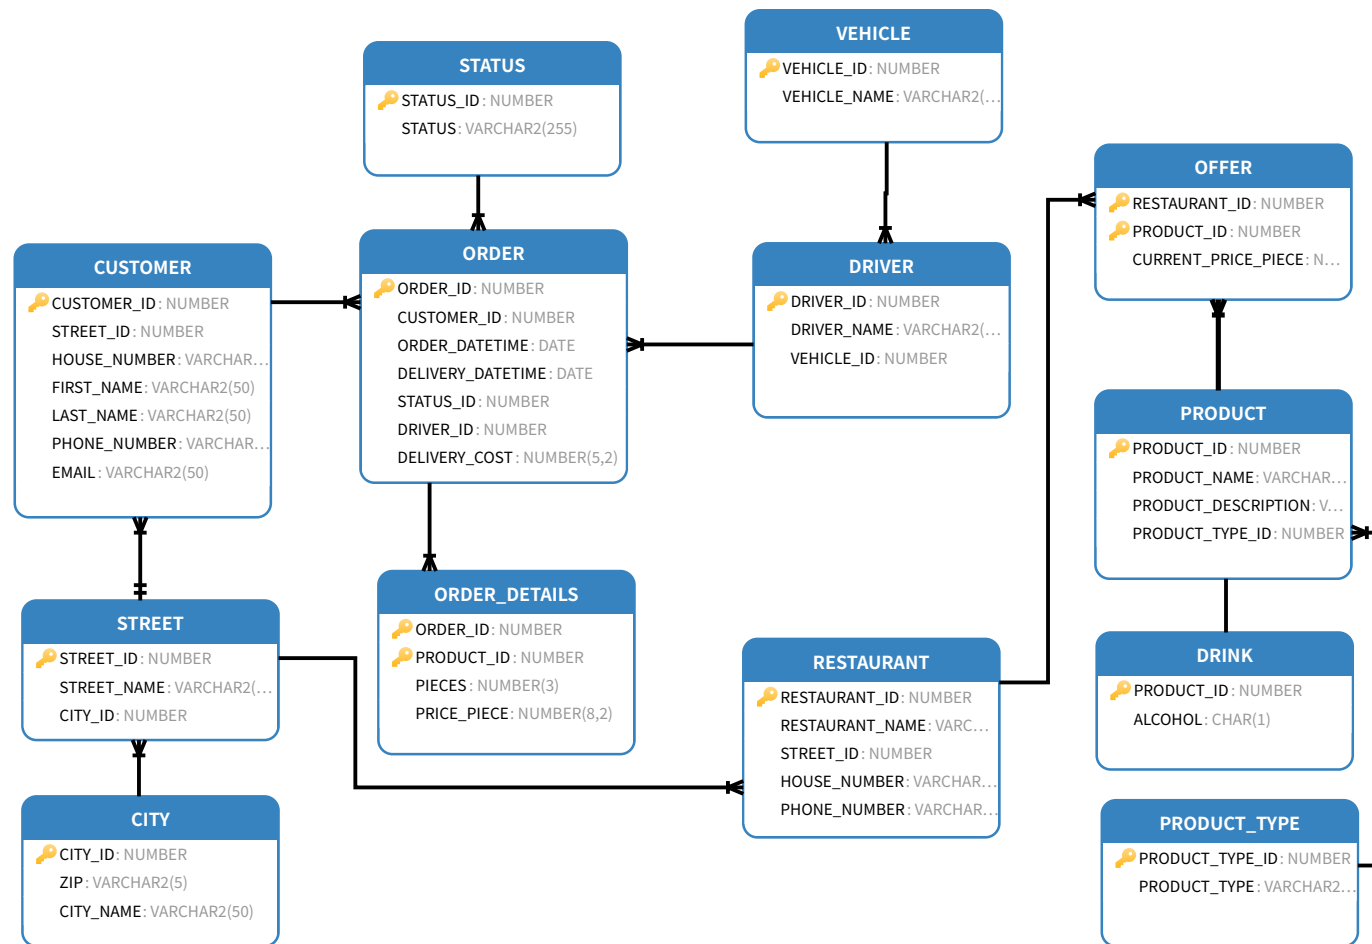 VEHICLE
VEHICLE_ID: NUMBER
VEHICLE_NAME: VARCHAR2(...
STATUS
STATUS_ID: NUMBER
STATUS: VARCHAR2(255)
OFFER
RESTAURANT_ID: NUMBER
PRODUCT_ID: NUMBER
CURRENT_PRICE_PIECE: N...
CUSTOMER
CUSTOMER_ID: NUMBER
STREET_ID: NUMBER
HOUSE_NUMBER: VARCHAR...
FIRST_NAME: VARCHAR2(50)
LAST_NAME: VARCHAR2(50)
PHONE_NUMBER: VARCHAR...
EMAIL: VARCHAR2(50)
ORDER
ORDER_ID: NUMBER
CUSTOMER_ID: NUMBER
ORDER_DATETIME: DATE
DELIVERY_DATETIME: DATE
STATUS_ID: NUMBER
DRIVER_ID: NUMBER
DELIVERY_COST: NUMBER(5,2)
DRIVER
DRIVER_ID: NUMBER
DRIVER_NAME: VARCHAR2(...
VEHICLE_ID: NUMBER
PRODUCT
PRODUCT_ID: NUMBER
PRODUCT_NAME: VARCHAR...
PRODUCT_DESCRIPTION: V...
PRODUCT_TYPE_ID: NUMBER
STREET
STREET_ID: NUMBER
STREET_NAME: VARCHAR2(...
CITY_ID: NUMBER
ORDER_DETAILS
ORDER_ID: NUMBER
PRODUCT_ID: NUMBER
PIECES: NUMBER(3)
PRICE_PIECE: NUMBER(8,2)
RESTAURANT
RESTAURANT_ID: NUMBER
RESTAURANT_NAME: VARC...
STREET_ID: NUMBER
HOUSE_NUMBER: VARCHAR...
PHONE_NUMBER: VARCHAR...
DRINK
PRODUCT_ID: NUMBER
ALCOHOL: CHAR(1)
CITY
CITY_ID: NUMBER
ZIP: VARCHAR2(5)
CITY_NAME: VARCHAR2(50)
PRODUCT_TYPE
PRODUCT_TYPE_ID: NUMBER
PRODUCT_TYPE: VARCHAR2...